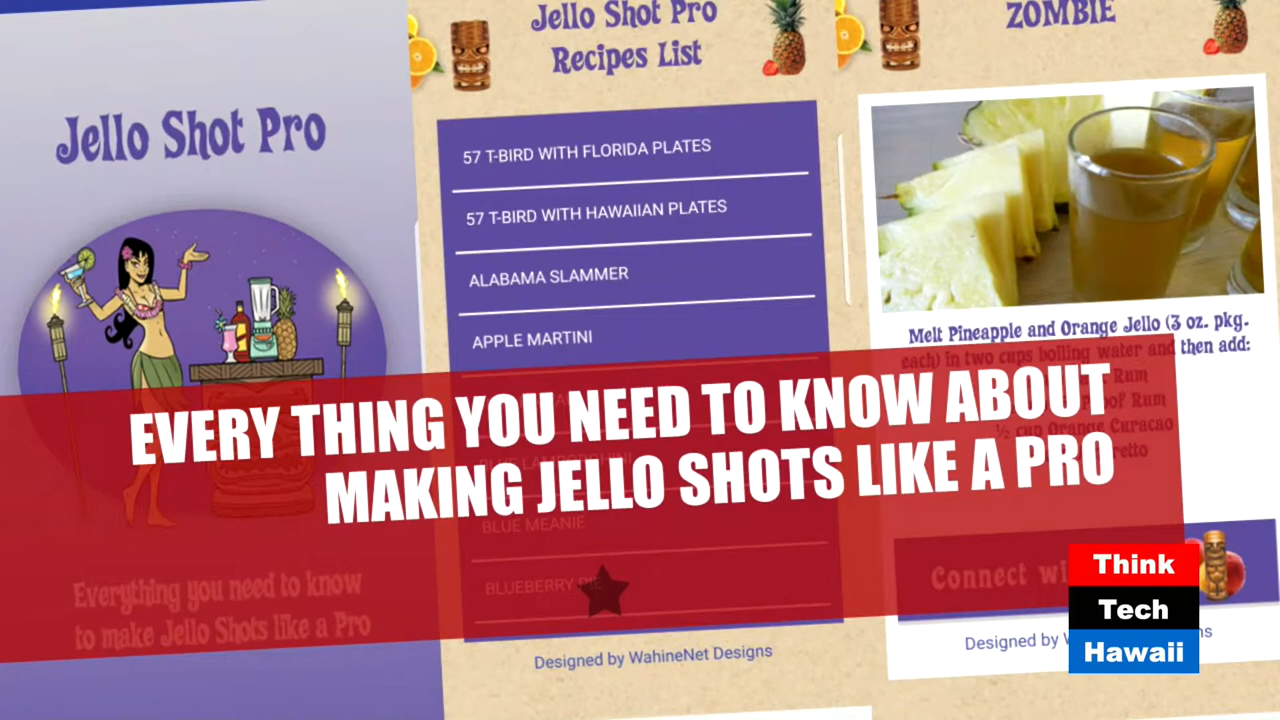 Jello Shot Pro
Everything you need to know
to make Jello Shots like a Pro
Jello Shot Pro
Recipes List
57 T-BIRD WITH FLORIDA PLATES
57 T-BIRD WITH HAWAIIAN PLATES
ALABAMA SLAMMER
APPLE MARTINI
BLUE LAMBORGHINI
BLUE MEANIE
BLUEBERRY PIE
Designed by WahineNet Designs
ZOMBIE
Melt Pineapple and Orange Jello (3 oz. pkg.
each) in two cups boiling water and then add:
Rum
Rum
½ cup Orange Curacao
Connect
Designed by
EVERY THING YOU NEED TO KNOW ABOUT
MAKING JELLO SHOTS LIKE A PRO
Think
Tech
Hawaii